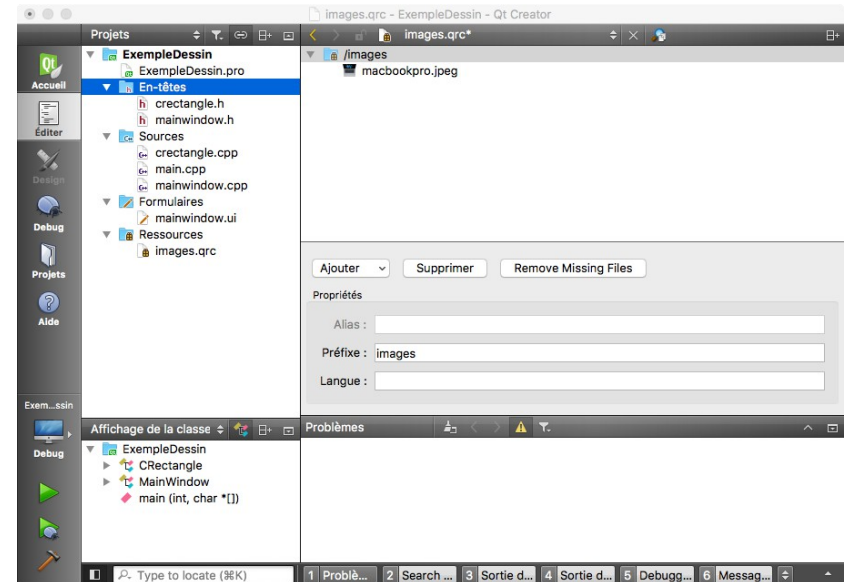 images.qrc - ExempleDessin - Qt Creator
Projets
images.qrc*
ExempleDessin
ExempleDessin.pro
En-têtes
crectangle.h
mainwindow.h
Sources
crectangle.cpp
main.cpp
mainwindow.cpp
Formulaires
mainwindow.ui
Ressources
images.qrc
Qt
Accueil
Éditer
Design
Debug
Projets
Aide
Exem...ssin
Debug
/images
macbookpro.jpeg
Ajouter
Supprimer
Remove Missing Files
Propriétés
Alias :
Préfixe : images
Langue :
Affichage de la classe
ExempleDessin
CRectangle
MainWindow
main (int, char *[])
Problèmes
Type to locate (⌘K)
1 Problè...
2 Search ...
3 Sortie d...
4 Sortie d...
5 Debugg...
6 Messag...